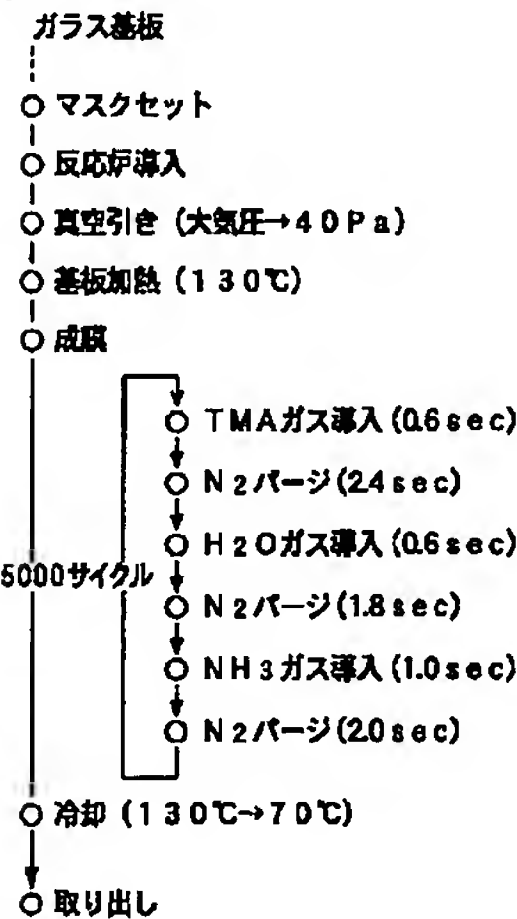 ガラス基板
マスクセット
反応炉導入
真空引き (大気圧→40Pa)
基板加熱 (130℃)
成膜
TMAガス導入 (0.6sec)
N2パージ (2.4sec)
H2Oガス導入 (0.6sec)
5000サイクル
N2パージ (1.8sec)
NH3ガス導入 (1.0sec)
N2パージ (2.0sec)
冷却 (130℃→70℃)
取り出し